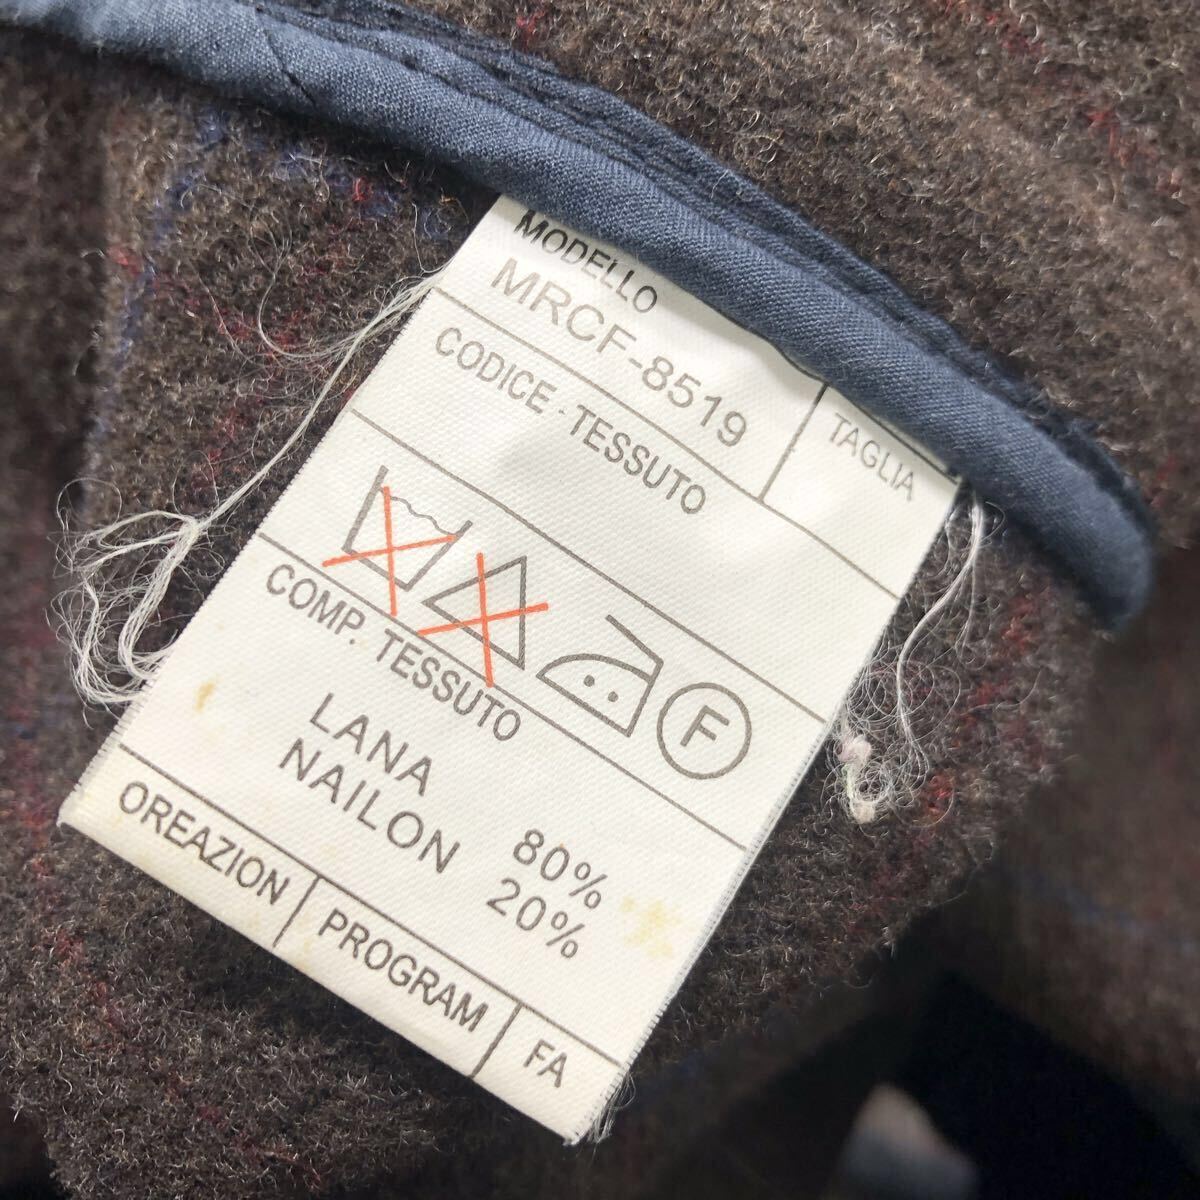 MODELLO
MRCF-8519
TAGLIA
CODICE-TESSUTO
F
COMP. TESSUTO
LANA 80%
NAILON 20%
OREAZION PROGRAM FA